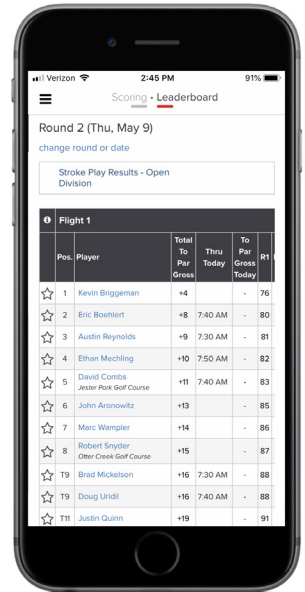 Verizon 2:45 PM 91%
Scoring • Leaderboard
Round 2 (Thu, May 9)
change round or date
Stroke Play Results - Open
Division
Flight 1
Pos. Player Total To Par Gross Thru Today To Par Gross Today R1
1 Kevin Briggeman +4 - 76
2 Eric Boehlert +8 7:40 AM - 80
3 Austin Reynolds +9 7:30 AM - 81
4 Ethan Mechling +10 7:50 AM - 82
5 David Combs +11 7:40 AM - 83
Jester Park Golf Course
6 John Aronowitz +13 - 85
7 Marc Wampler +14 - 86
8 Robert Snyder +15 - 87
Otter Creek Golf Course
T9 Brad Mickelson +16 7:30 AM - 88
T9 Doug Uridil +16 7:40 AM - 88
T11 Justin Quinn +19 - 91